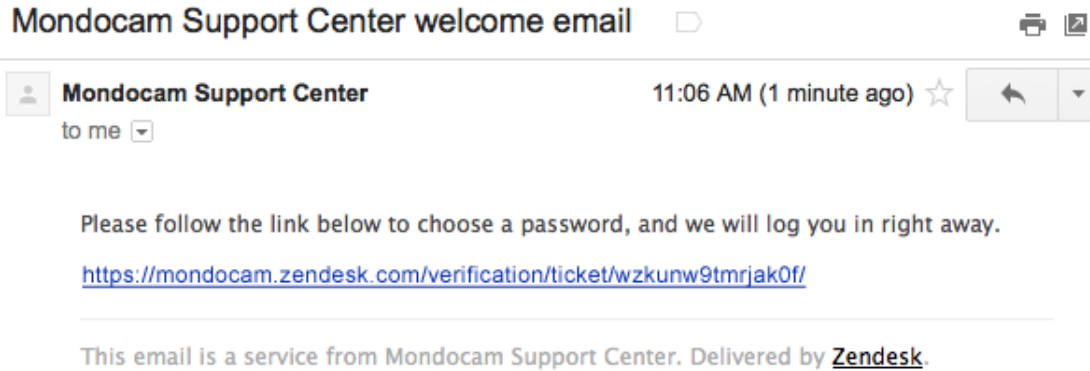 Mondocam Support Center welcome email
Mondocam Support Center 11:06 AM (1 minute ago)
to me
Please follow the link below to choose a password, and we will log you in right away.
https://mondocam.zendesk.com/verification/ticket/wzkunw9tmrjak0f/
This email is a service from Mondocam Support Center. Delivered by Zendesk.